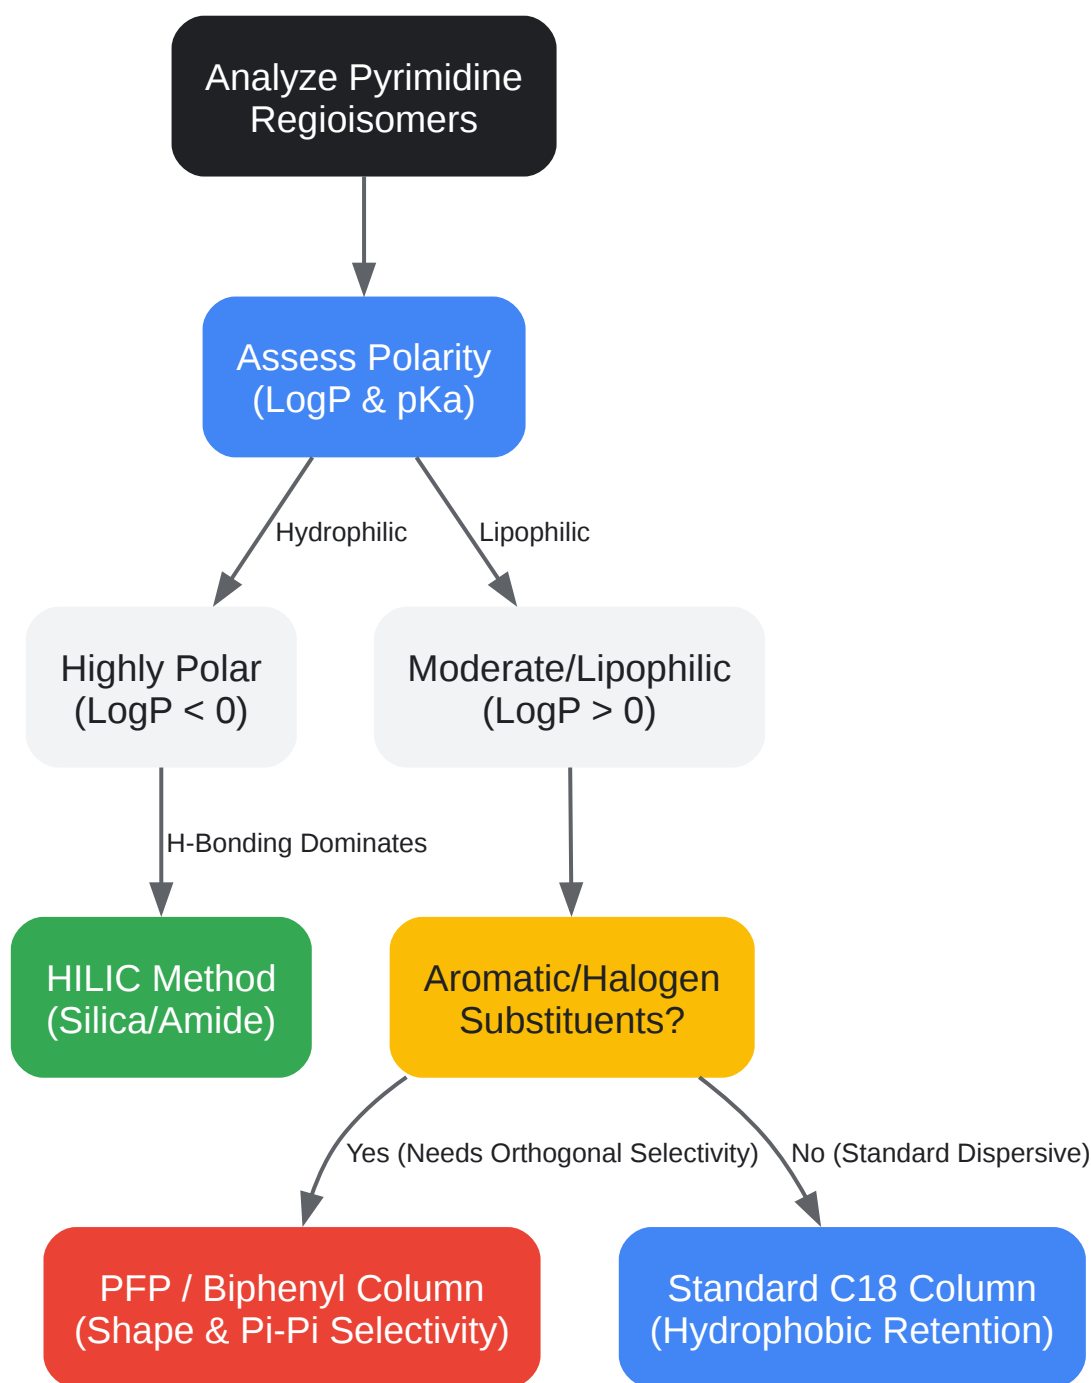 Analyze Pyrimidine
Regioisomers
Assess Polarity
(LogP & pKa)
Hydrophilic
Lipophilic
Highly Polar
(LogP < 0)
Moderate/Lipophilic
(LogP > 0)
H-Bonding Dominates
HILIC Method
(Silica/Amide)
Aromatic/Halogen
Substituents?
Yes (Needs Orthogonal Selectivity)
No (Standard Dispersive)
PFP / Biphenyl Column
(Shape & Pi-Pi Selectivity)
Standard C18 Column
(Hydrophobic Retention)